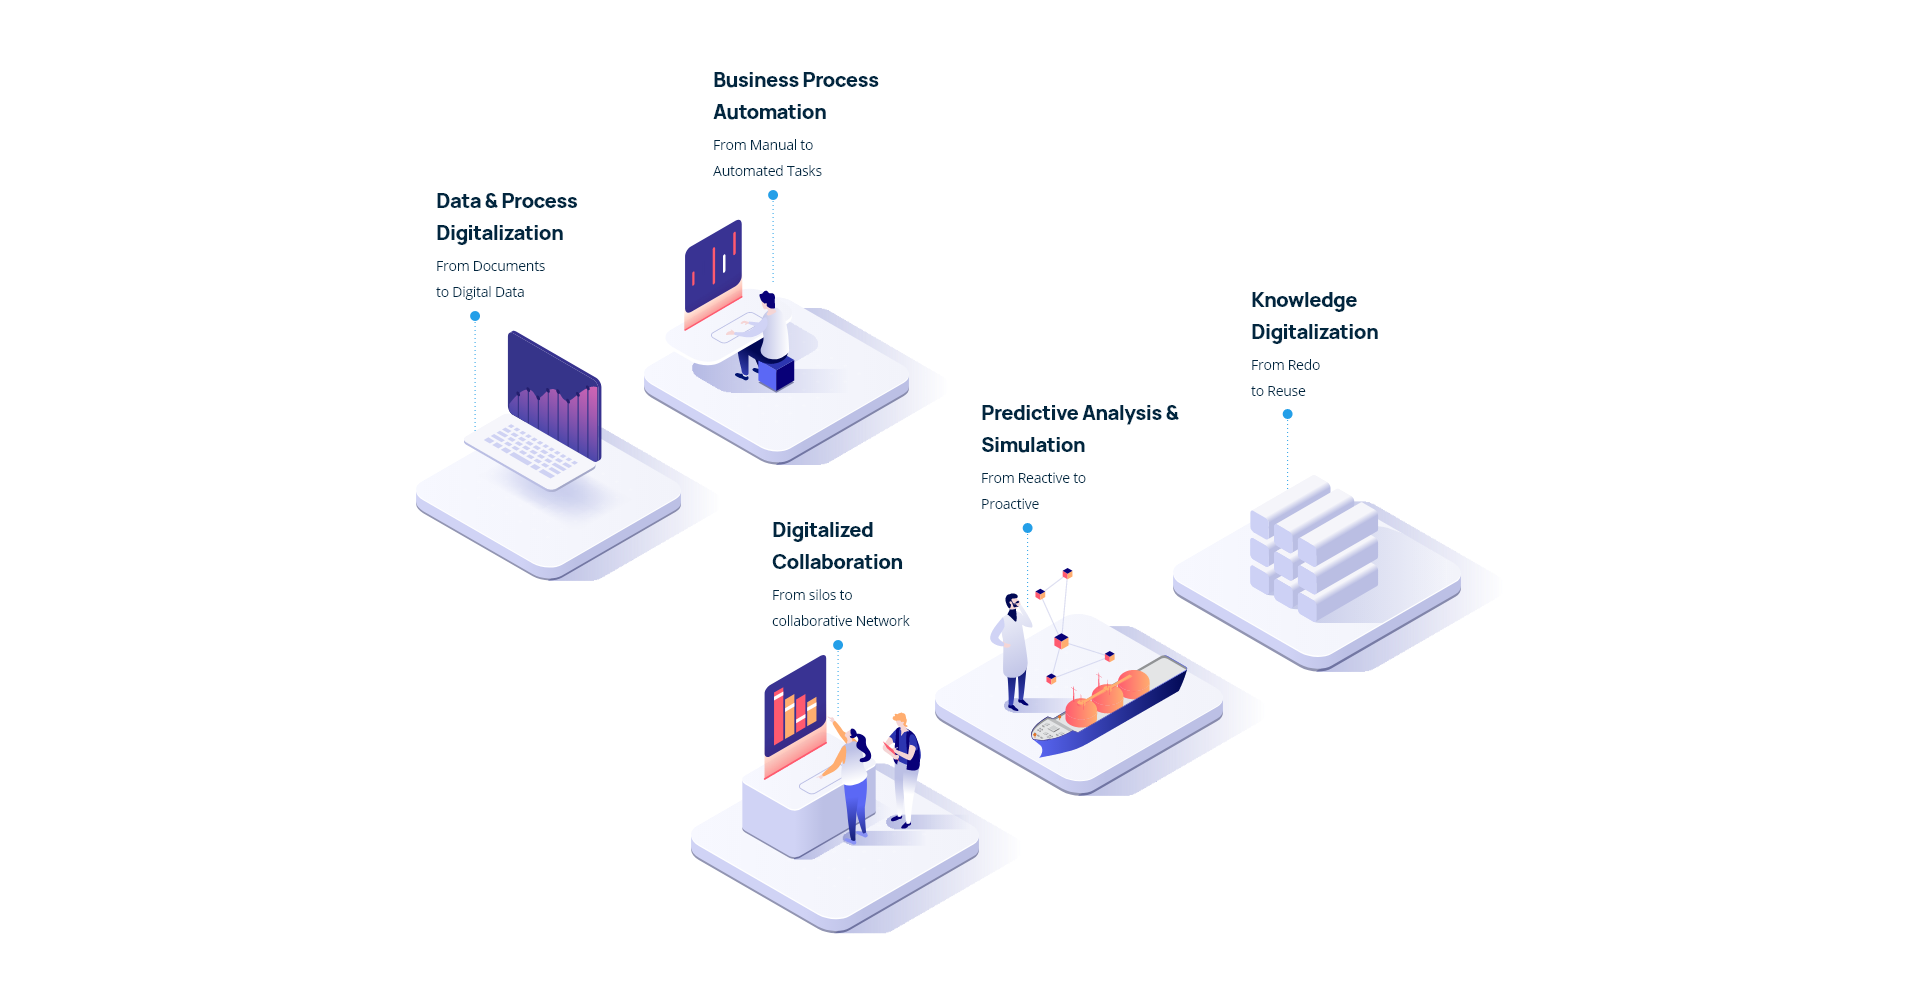 Business Process
Automation
From Manual to
Automated Tasks
Data & Process
Digitalization
From Documents
to Digital Data
Knowledge
Digitalization
From Redo
to Reuse
Predictive Analysis &
Simulation
From Reactive to
Proactive
Digitalized
Collaboration
From silos to
collaborative Network